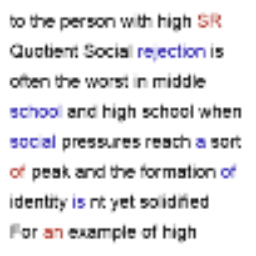 to the person with high SR
Quotient Social rejection is
often the worst in middle
school and high school when
social pressures reach a sort
of peak and the formation of
identity is nt yet solidified
For an example of high